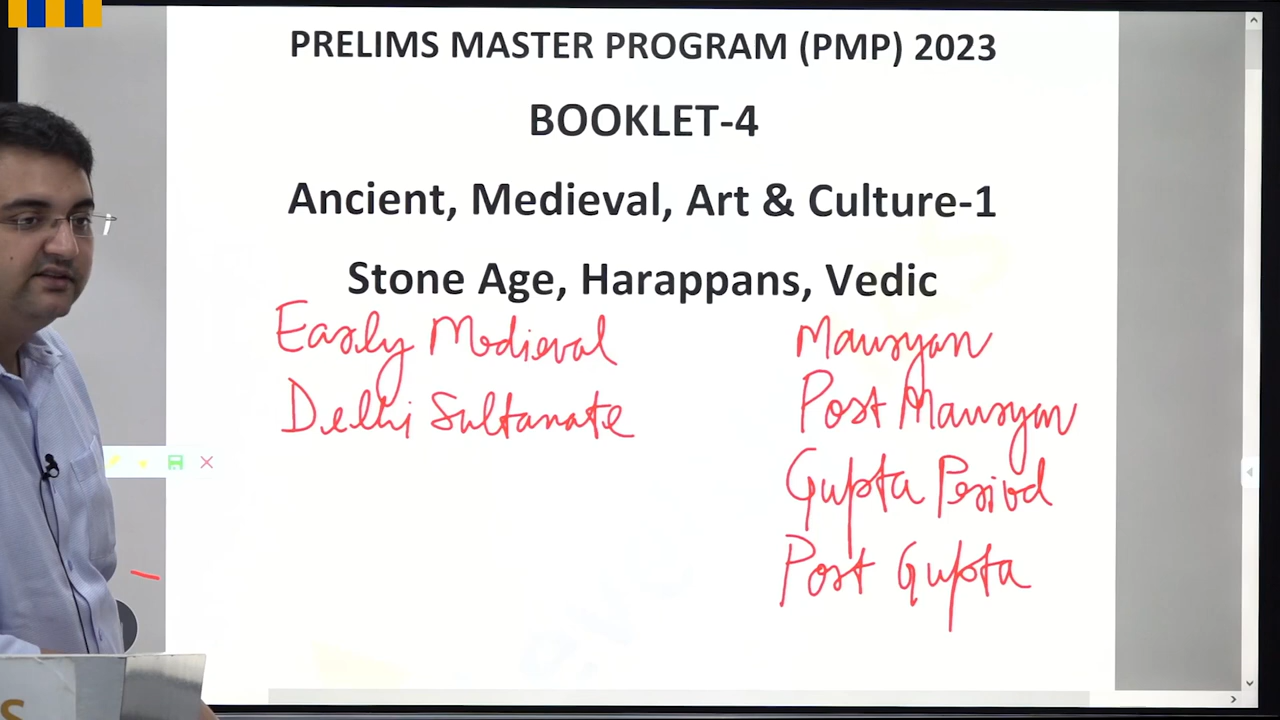 PRELIMS MASTER PROGRAM (PMP) 2023
BOOKLET-4
Ancient, Medieval, Art & Culture-1
Stone Age, Harappans, Vedic
Early Medieval
Delhi Sultanate
Mauryan
Post Mauryan
Gupta Period
Post Gupta